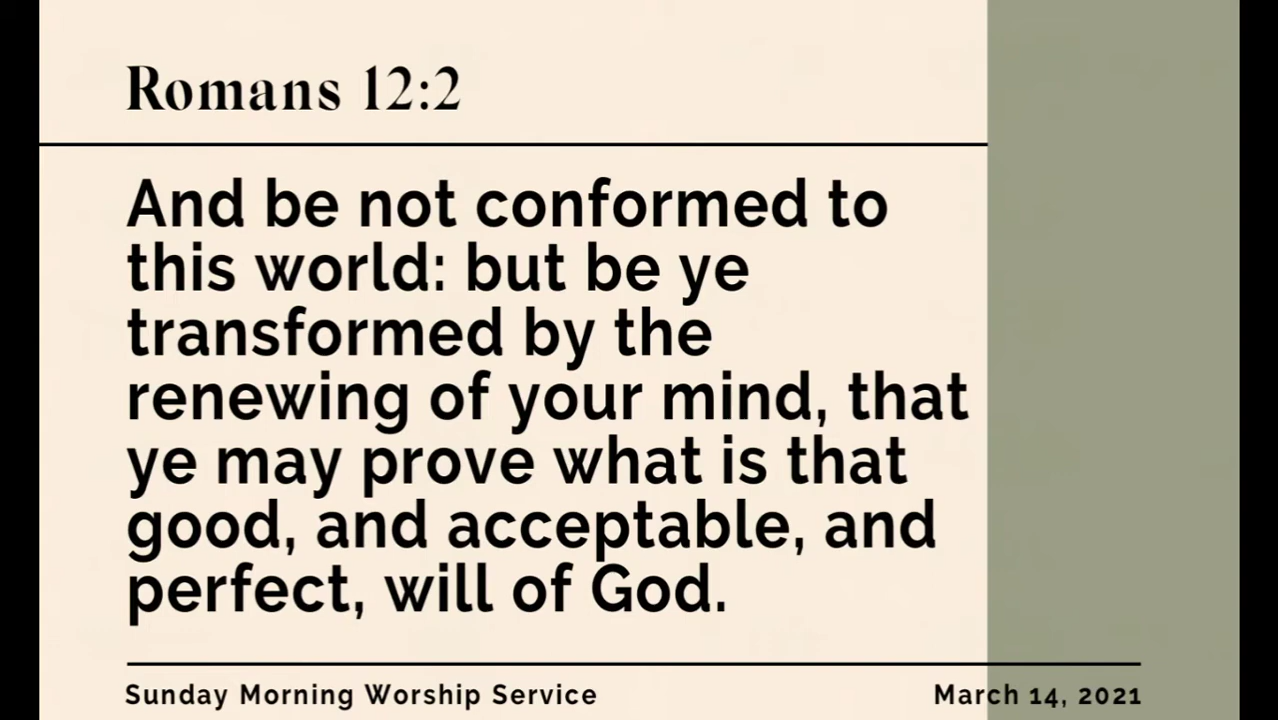 Romans 12:2
And be not conformed to
this world: but be ye
transformed by the
renewing of your mind, that
ye may prove what is that
good, and acceptable, and
perfect, will of God.
Sunday Morning Worship Service
March 14, 2021